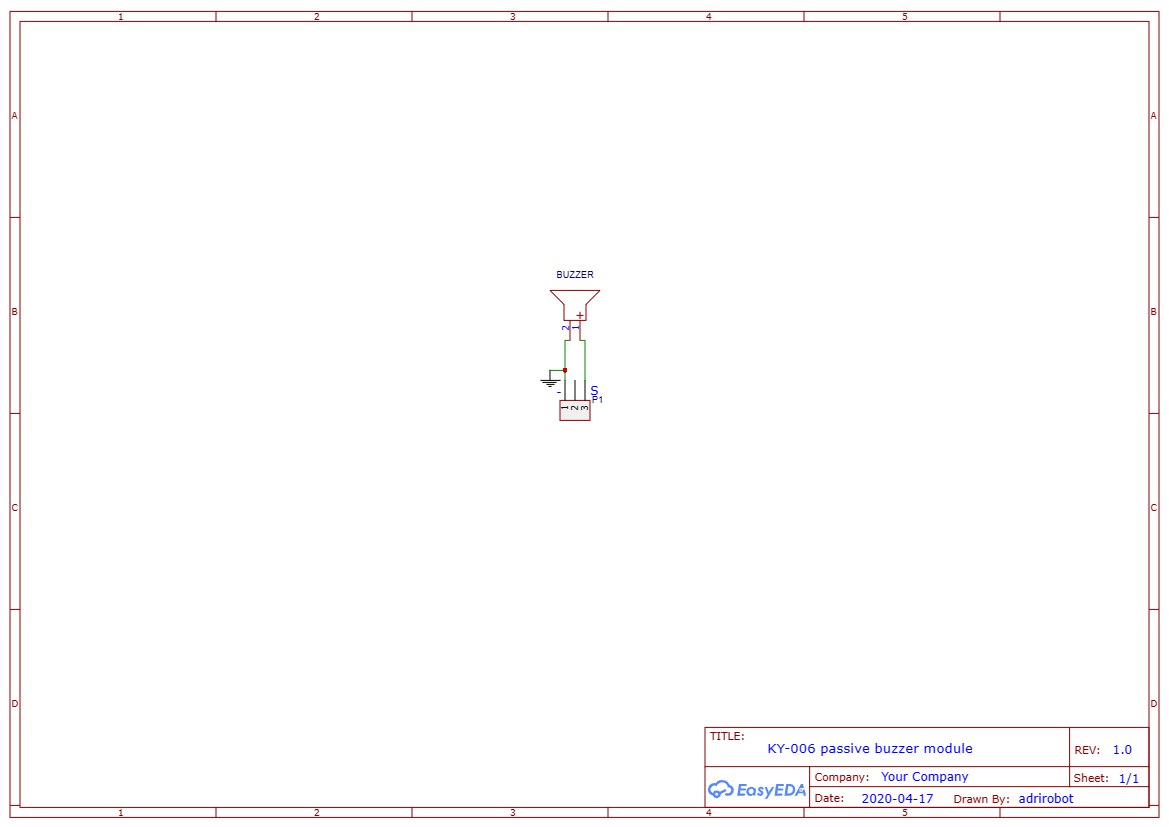 1 2 3 4 5
A A
BUZZER
B B
+
2 1
- S
P1
1 2 3
C C
D D
TITLE:
KY-006 passive buzzer module
REV: 1.0
EasyEDA
Company: Your Company
Sheet: 1/1
Date: 2020-04-17 Drawn By: adrirobot
1 2 3 4 5